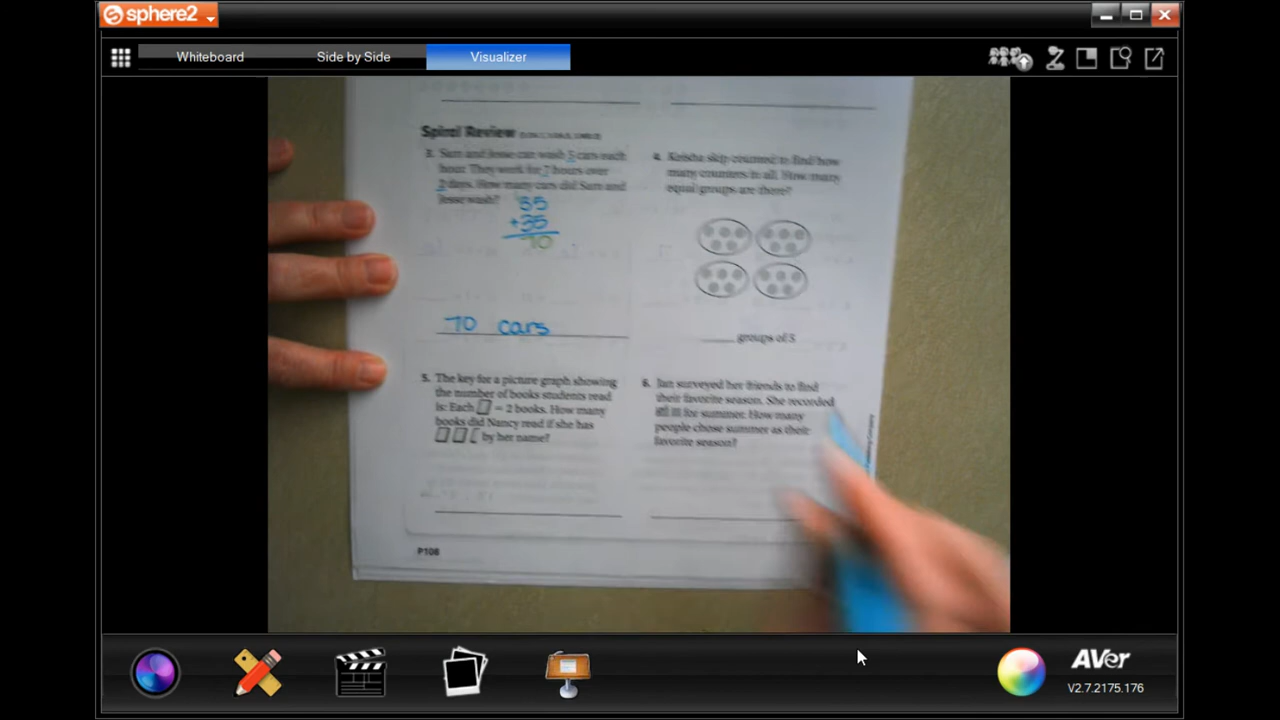 sphere2
Whiteboard Side by Side Visualizer
Spiral Review
3. Sam and Jesse can wash 5 cars each
hour. They work for 7 hours over
2 days. How many cars did Sam and
Jesse wash?
35
+35
70
70 cars
4. Keisha skip counted to find how
many counters in all. How many
equal groups are there?
groups of 5
5. The key for a picture graph showing
the number of books students read
is: Each = 2 books. How many
books did Nancy read if she has
by her name?
6. Jan surveyed her friends to find
their favorite season. She recorded
for summer. How many
people chose summer as their
favorite season?
P108
AVer
V2.7.2175.176